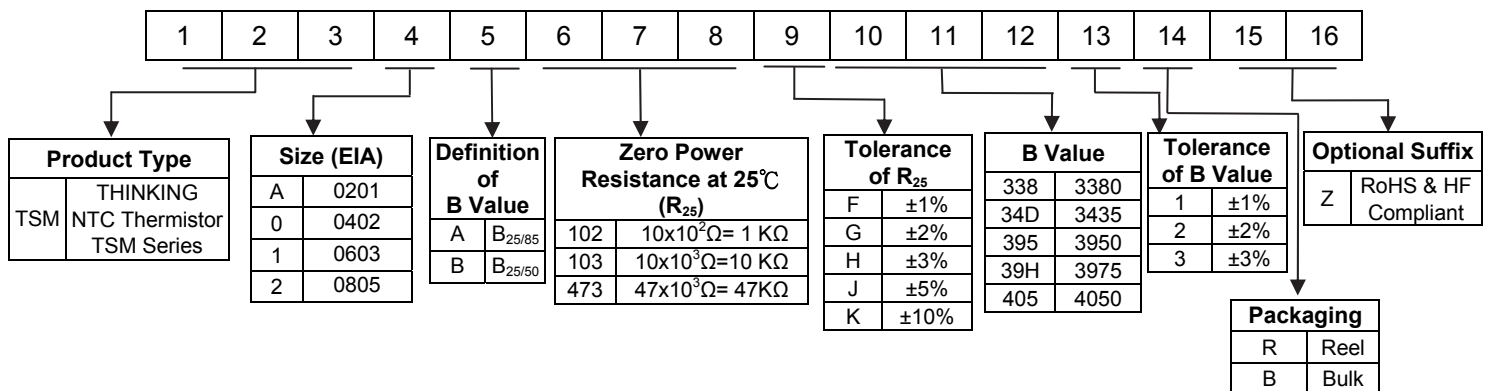 1 2 3 4 5 6 7 8 9 10 11 12 13 14 15 16
Product Type
TSM
THINKING
NTC Thermistor
TSM Series
Size (EIA)
A 0201
0 0402
1 0603
2 0805
Definition
of
B Value
A B25/85
B B25/50
Zero Power
Resistance at 25℃
(R25)
102 10x10²Ω= 1 KΩ
103 10x10³Ω=10 KΩ
473 47x10³Ω= 47KΩ
Tolerance
of R25
F ±1%
G ±2%
H ±3%
J ±5%
K ±10%
B Value
338 3380
34D 3435
395 3950
39H 3975
405 4050
Tolerance
of B Value
1 ±1%
2 ±2%
3 ±3%
Packaging
R Reel
B Bulk
Optional Suffix
Z
RoHS & HF
Compliant